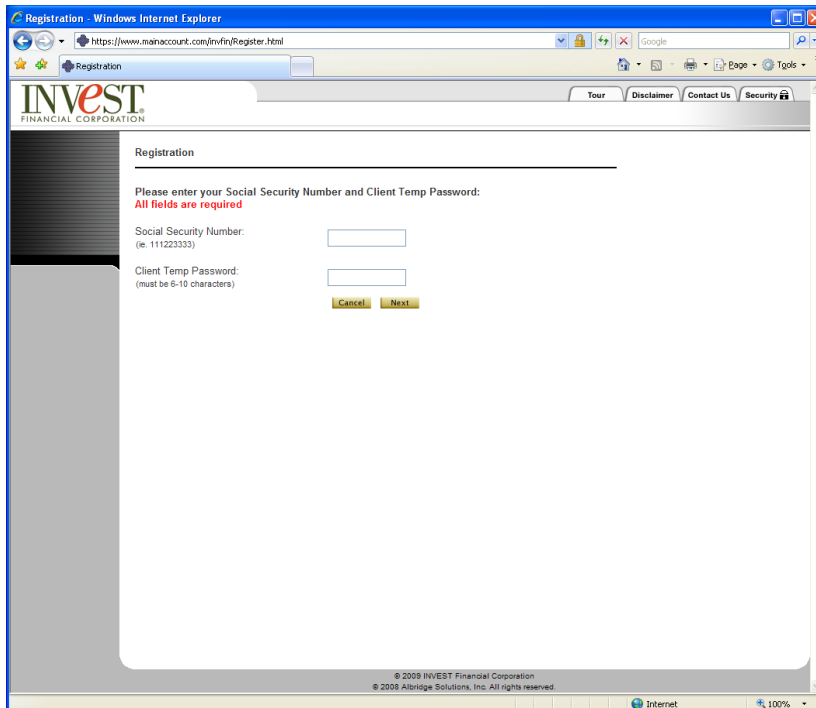 Registration - Windows Internet Explorer
https://www.mainaccount.com/invfin/Register.html
Google
Registration
Page
Tools
INVeST
FINANCIAL CORPORATION
Tour
Disclaimer
Contact Us
Security
Registration
Please enter your Social Security Number and Client Temp Password:
All fields are required
Social Security Number:
(ie. 111223333)
Client Temp Password:
(must be 6-10 characters)
Cancel
Next
© 2009 INVEST Financial Corporation
© 2008 Albridge Solutions, Inc. All rights reserved.
Internet
100%